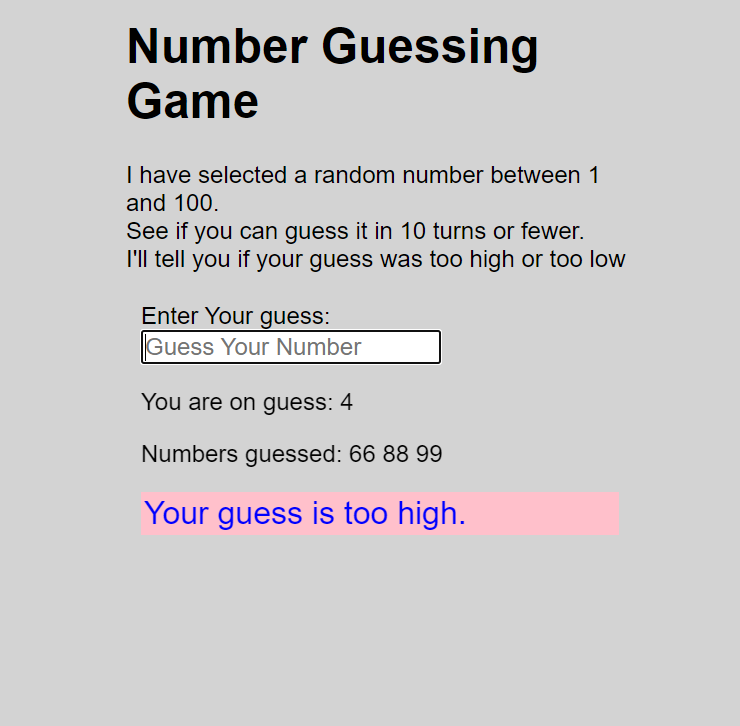 Number Guessing
Game
I have selected a random number between 1
and 100.
See if you can guess it in 10 turns or fewer.
I'll tell you if your guess was too high or too low
Enter Your guess:
Guess Your Number
You are on guess: 4
Numbers guessed: 66 88 99
Your guess is too high.